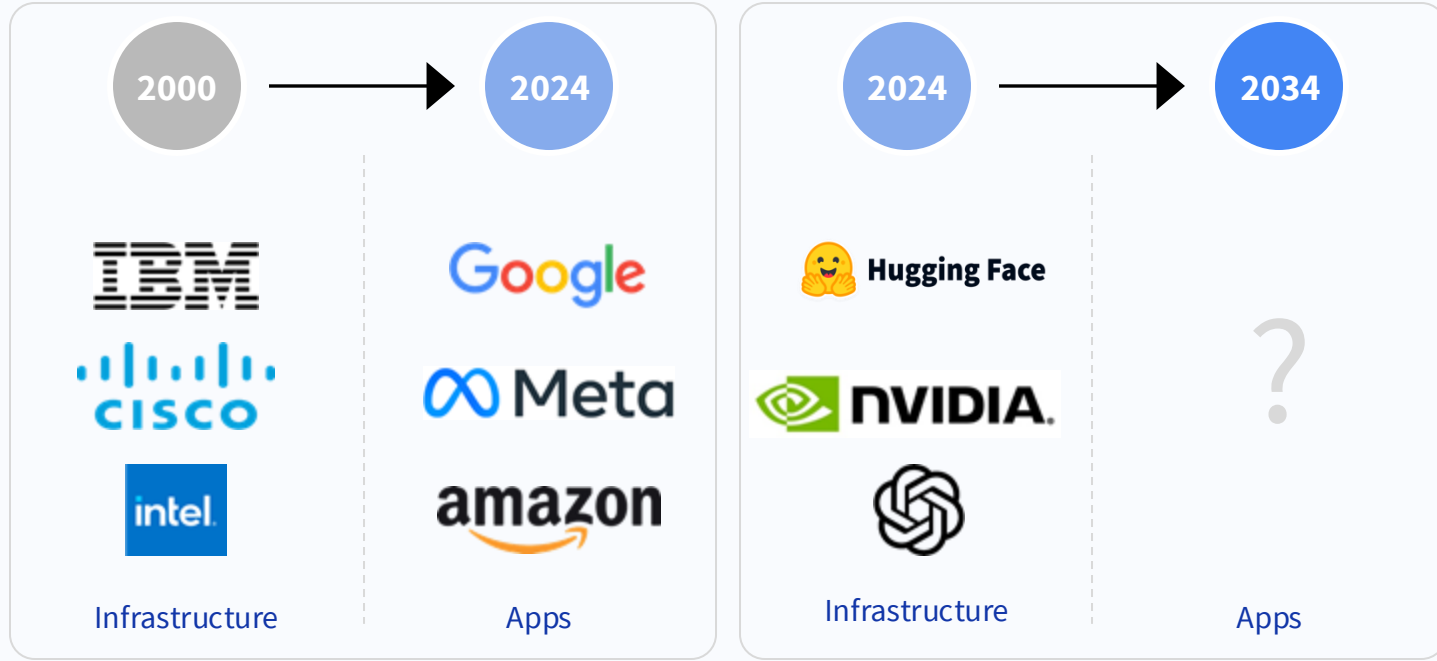 2000
2024
IBM
CISCO
intel.
Infrastructure
Google
Meta
amazon
Apps
2024
2034
Hugging Face
NVIDIA.
Infrastructure
?
Apps